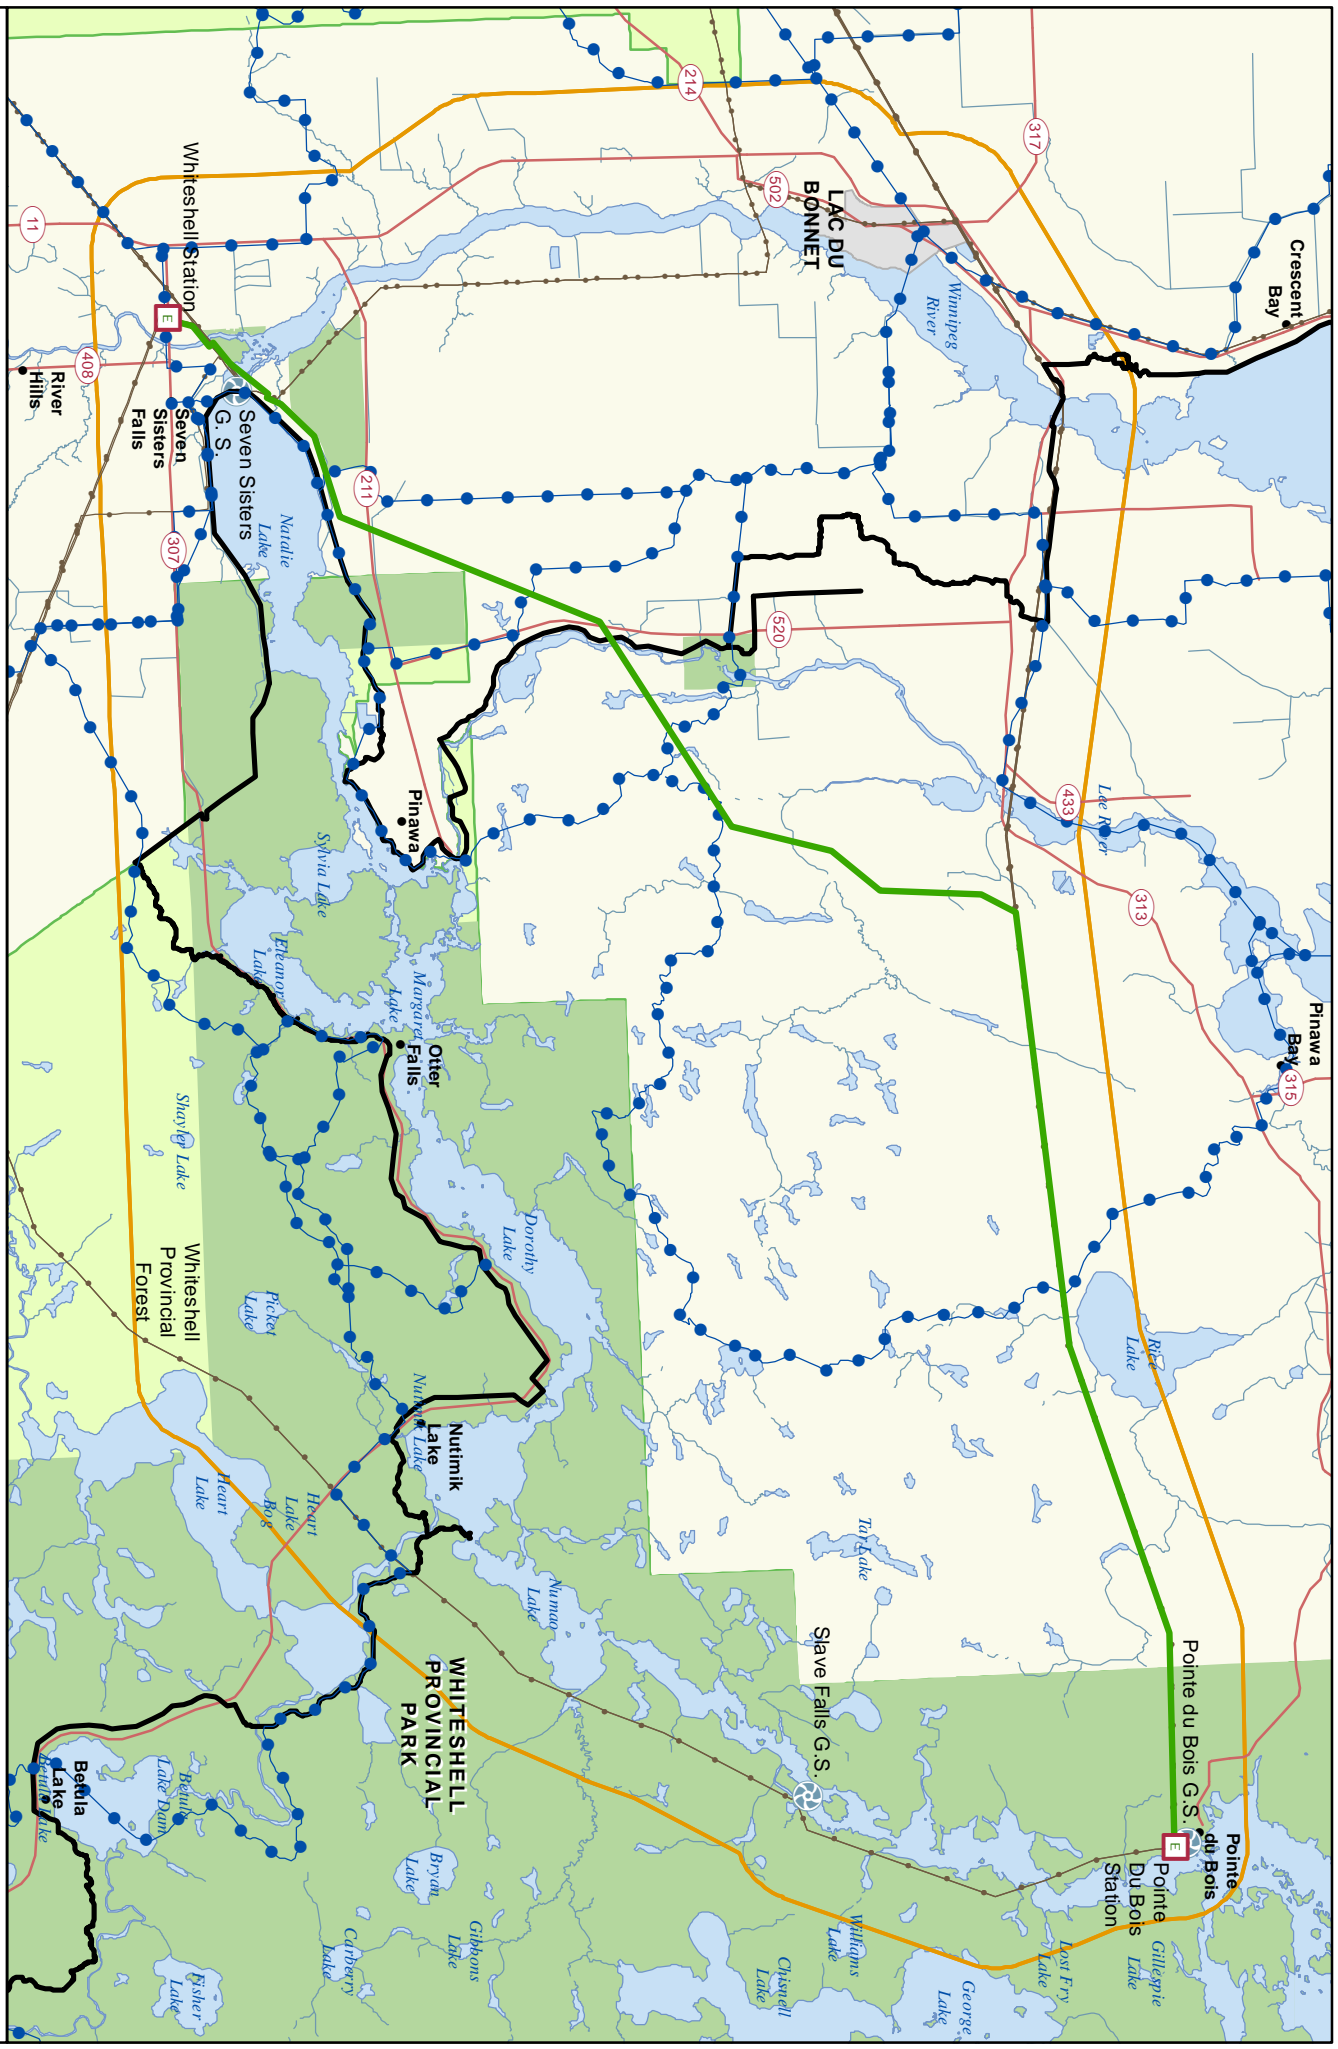 Crescent
Bay
317
214
502
LAC DU
BONNET
Winnipeg
River
Whiteshell Station
11
E
408
River
Hills
Seven
Sisters
Falls
Seven Sisters
G. S.
Natalie
Lake
307
211
520
Pinawa
Sylvia Lake
433
Lee River
313
Pinawa
Bay
315
Eleanor
Lake
Margaret
Lake
Otter
Falls
Shayler Lake
Dorothy
Lake
Whiteshell
Provincial
Forest
Picket
Lake
Rice
Lake
Nutimik Lake
Nutimik
Lake
Heart
Lake
Heart
Lake
Bog
Tar Lake
Numao
Lake
Slave Falls G.S.
Pointe du Bois G.S.
WHITESHELL
PROVINCIAL
PARK
Pointe
du Bois
E
Pointe
Du Bois
Station
Betula
Lake
Betula Lake
Betula
Lake Dam
Bryan
Lake
Gibbons
Lake
Carberry
Lake
Fisher
Lake
Williams
Lake
Chisnell
Lake
George
Lake
Lost Fry
Lake
Gillespie
Lake